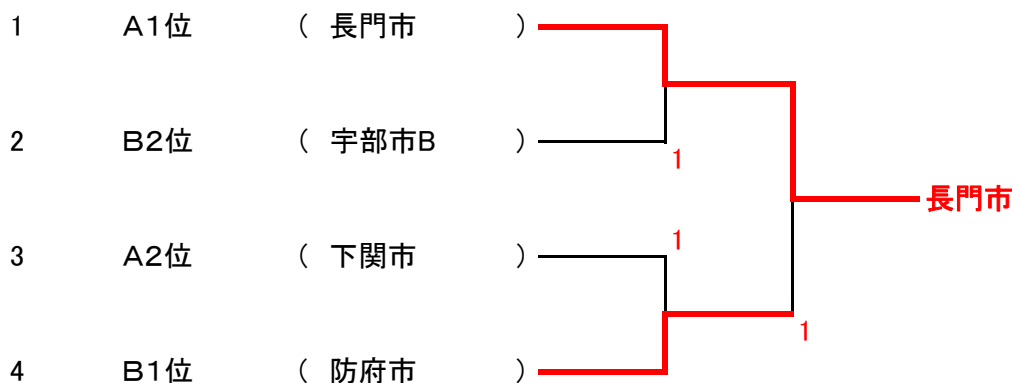 1 A1位 ( 長門市 )
2 B2位 ( 宇部市B )
1
長門市
1
3 A2位 ( 下関市 )
1
4 B1位 ( 防府市 )